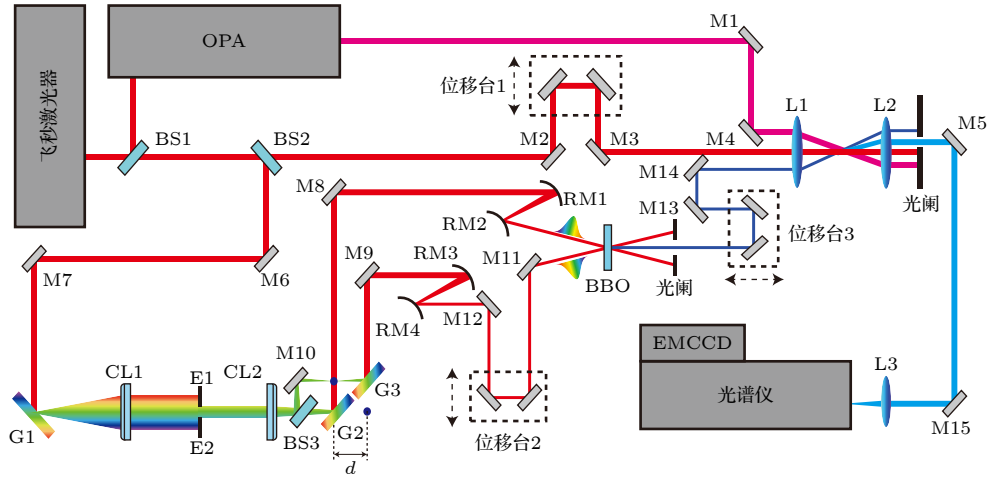 飞秒激光器
OPA
M1
位移台1
BS1
BS2
M2
M3
M4
L1
L2
M5
光阑
M14
M13
位移台3
M8
RM1
RM2
M7
M6
M9
RM3
RM4
M12
M11
BBO
光阑
CL1
E1
CL2
M10
G3
G1
E2
BS3
G2
d
位移台2
EMCCD
光谱仪
L3
M15